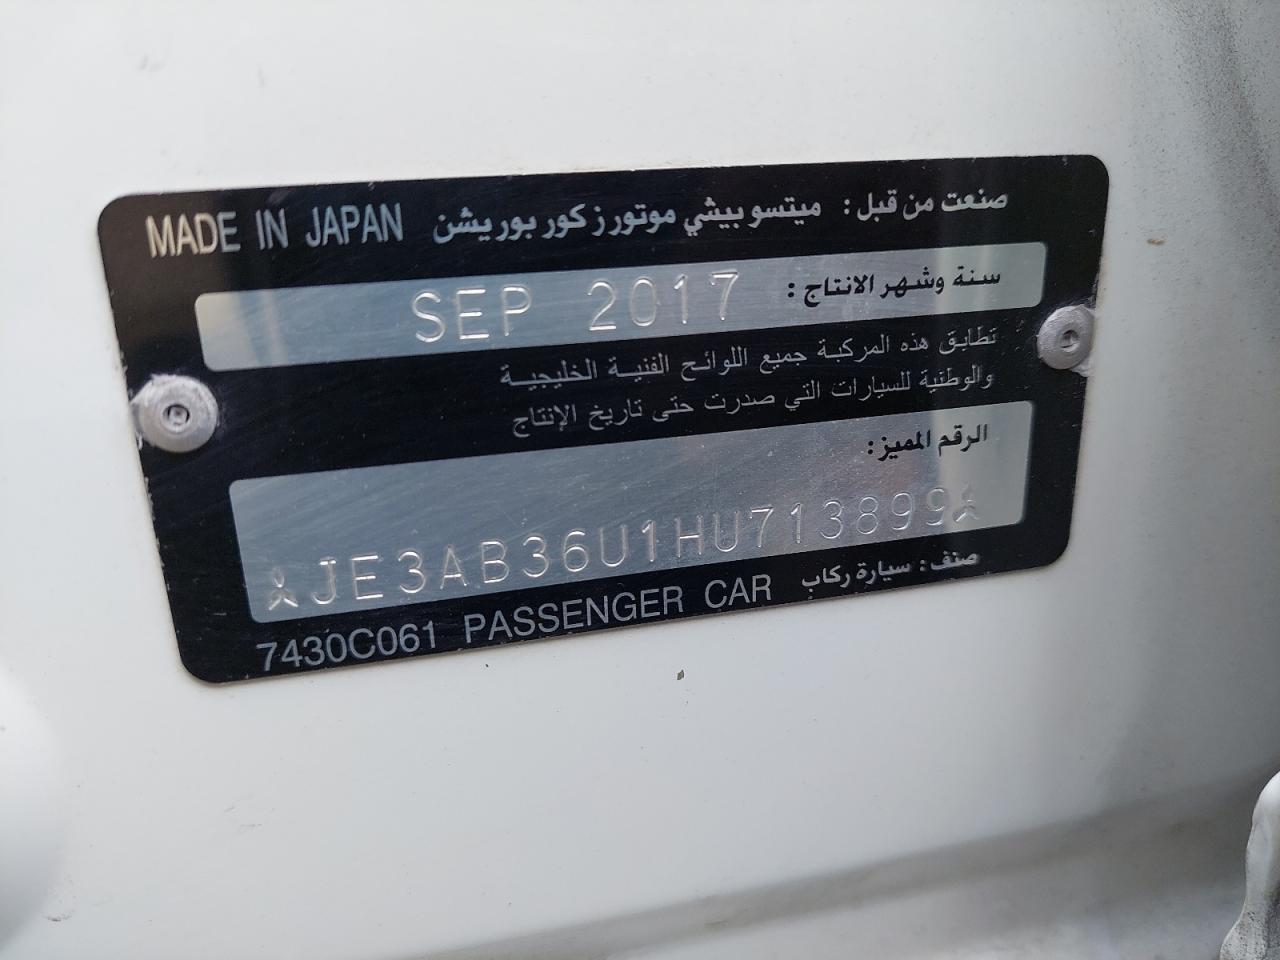 MADE IN JAPAN صنعت من قبل: ميتسوبيشي موتورز كوربوريشن
سنة وشهر الانتاج: SEP 2017
تطابق هذه المركبة جميع اللوائح الفنية الخليجية
والوطنية للسيارات التي صدرت حتى تاريخ الإنتاج
الرقم المميز:
JE3AB36U1HU713899
7430C061 PASSENGER CAR صنف: سيارة ركاب